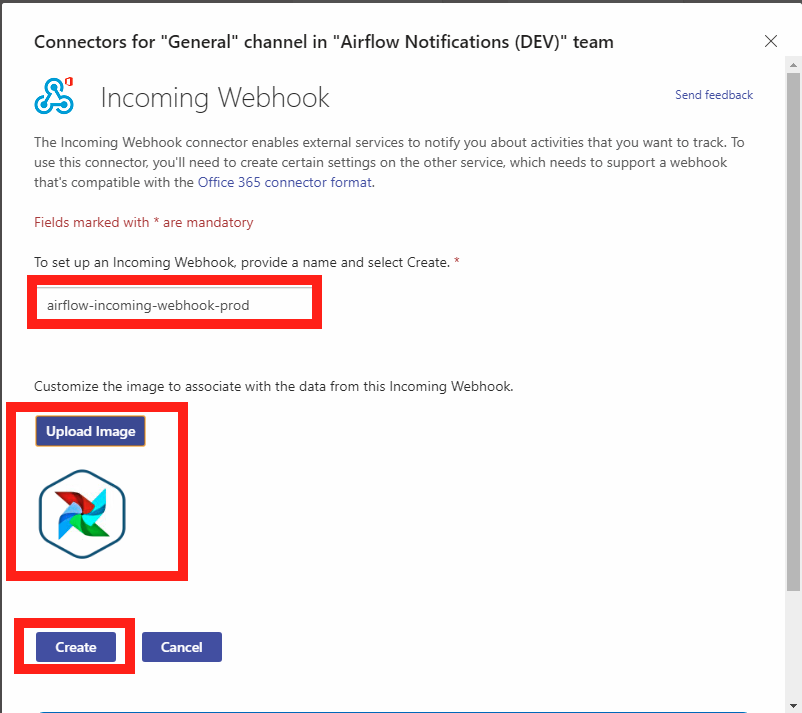 Connectors for "General" channel in "Airflow Notifications (DEV)" team
Incoming Webhook
Send feedback
The Incoming Webhook connector enables external services to notify you about activities that you want to track. To
use this connector, you'll need to create certain settings on the other service, which needs to support a webhook
that's compatible with the Office 365 connector format.
Fields marked with * are mandatory
To set up an Incoming Webhook, provide a name and select Create. *
airflow-incoming-webhook-prod
Customize the image to associate with the data from this Incoming Webhook.
Upload Image
Create
Cancel